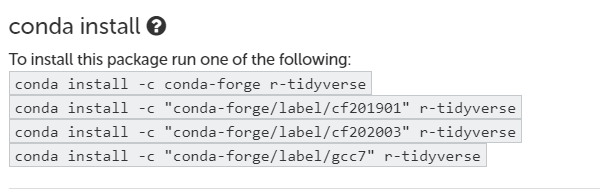 conda install ?
To install this package run one of the following:
conda install -c conda-forge r-tidyverse
conda install -c "conda-forge/label/cf201901" r-tidyverse
conda install -c "conda-forge/label/cf202003" r-tidyverse
conda install -c "conda-forge/label/gcc7" r-tidyverse